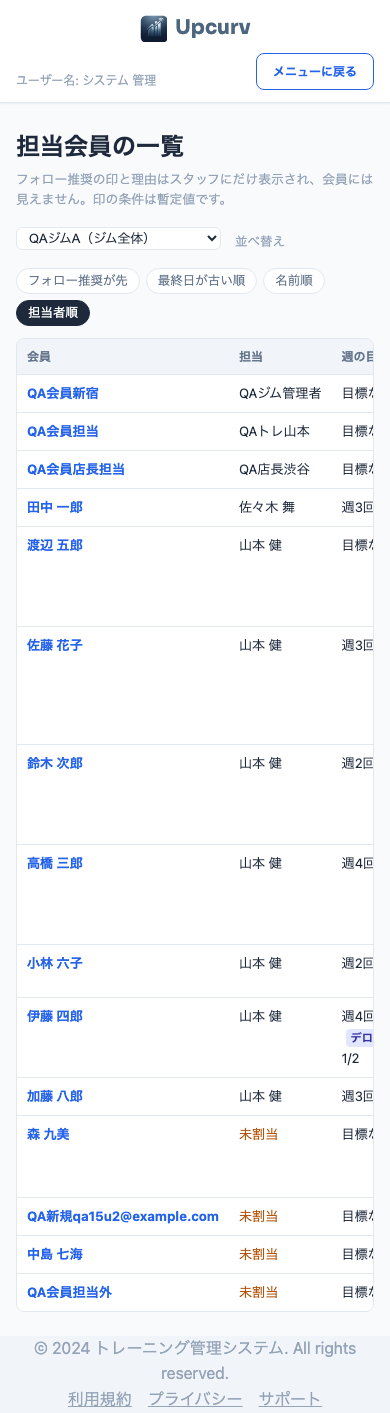 Upcurv
ユーザー名: システム 管理
メニューに戻る
担当会員の一覧
フォロー推奨の印と理由はスタッフにだけ表示され、会員には
見えません。印の条件は暫定値です。
QAジムA（ジム全体）
並べ替え
フォロー推奨が先
最終日が古い順
名前順
担当者順
会員 担当 週の目
QA会員新宿 QAジム管理者 目標な
QA会員担当 QAトレ山本 目標な
QA会員店長担当 QA店長渋谷 目標な
田中 一郎 佐々木 舞 週3回
渡辺 五郎 山本 健 目標な
佐藤 花子 山本 健 週3回
鈴木 次郎 山本 健 週2回
高橋 三郎 山本 健 週4回
小林 六子 山本 健 週2回
伊藤 四郎 山本 健 週4回
デロ
1/2
加藤 八郎 山本 健 週3回
森 九美 未割当 目標な
QA新規qa15u2@example.com 未割当 目標な
中島 七海 未割当 目標な
QA会員担当外 未割当 目標な
© 2024 トレーニング管理システム. All rights
reserved.
利用規約 プライバシー サポート